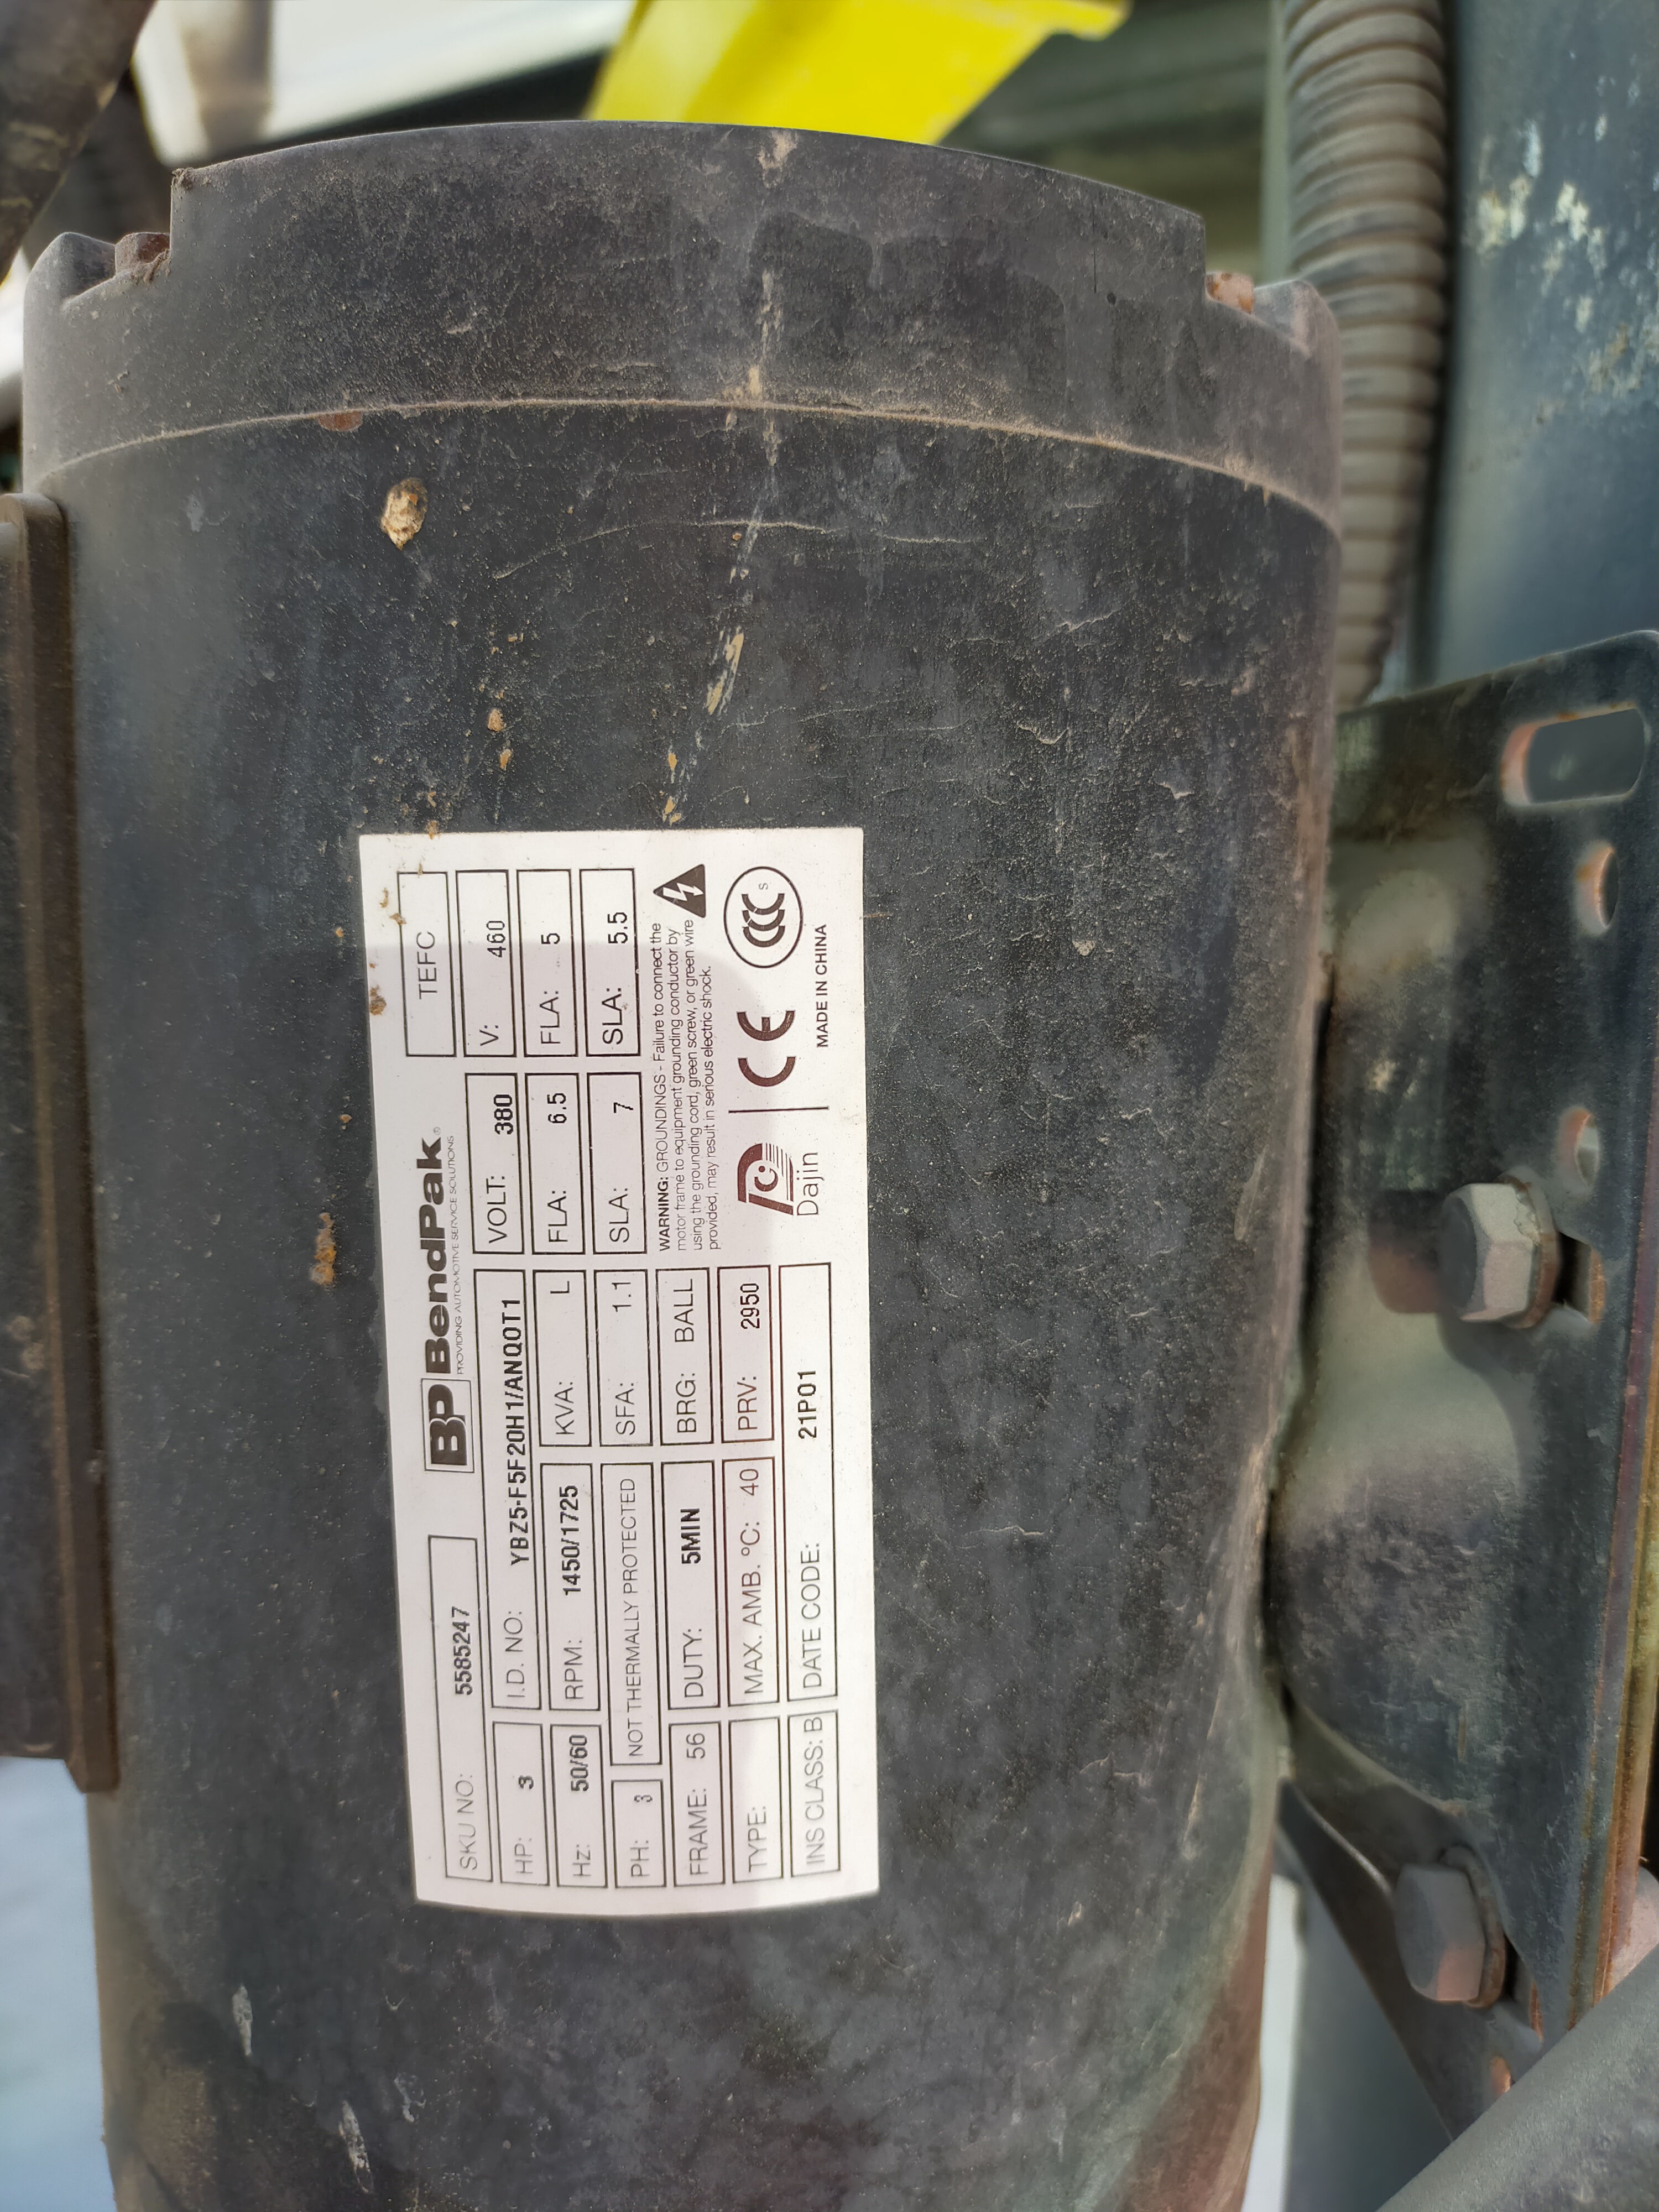 SKU NO: 5585247
BP BendPak®
PROVIDING AUTOMOTIVE SERVICE SOLUTIONS
TEFC
HP: 3 I.D. NO: YBZ5-F5F20H1/ANQOT1 VOLT: 380 V: 460
Hz: 50/60 RPM: 1450/1725 KVA: L FLA: 6.5 FLA: 5
PH: 3 NOT THERMALLY PROTECTED SFA: 1.1 SLA: 7 SLA: 5.5
FRAME: 56 DUTY: 5MIN BRG: BALL
TYPE: MAX. AMB. ºC: 40 PRV: 2950
INS CLASS: B DATE CODE: 21P01
WARNING: GROUNDINGS - Failure to connect the
motor frame to equipment grounding conductor by
using the grounding cord, green screw, or green wire
provided, may result in serious electric shock.
Dajin
CE
CCC S
MADE IN CHINA